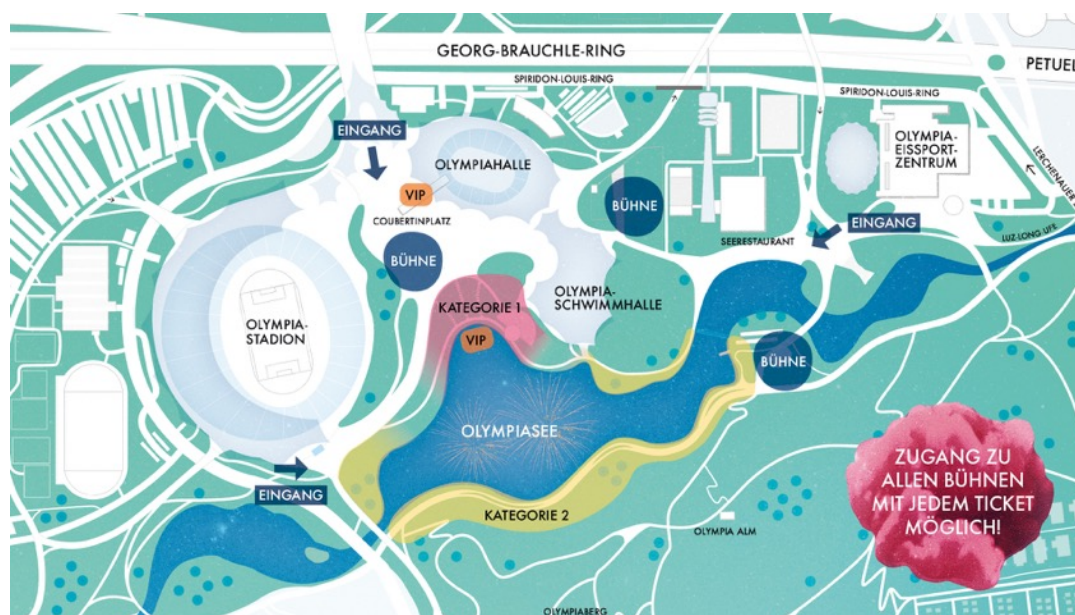 GEORG-BRAUCHLE-RING
PETUEL
SPIRIDON-LOUIS-RING
SPIRIDON-LOUIS-RING
EINGANG
OLYMPIAHALLE
OLYMPIA-
EISSPORT-
ZENTRUM
LERCHENAUER S
VIP
COUBERTINPLATZ
BÜHNE
EINGANG
SEERESTAURANT
LUZ-LONG-UFE
BÜHNE
OLYMPIA-
SCHWIMMHALLE
KATEGORIE 1
OLYMPIA-
STADION
VIP
BÜHNE
OLYMPIASEE
ZUGANG ZU
ALLEN BÜHNEN
MIT JEDEM TICKET
MÖGLICH!
EINGANG
KATEGORIE 2
OLYMPIA ALM
OLYMPIABERG